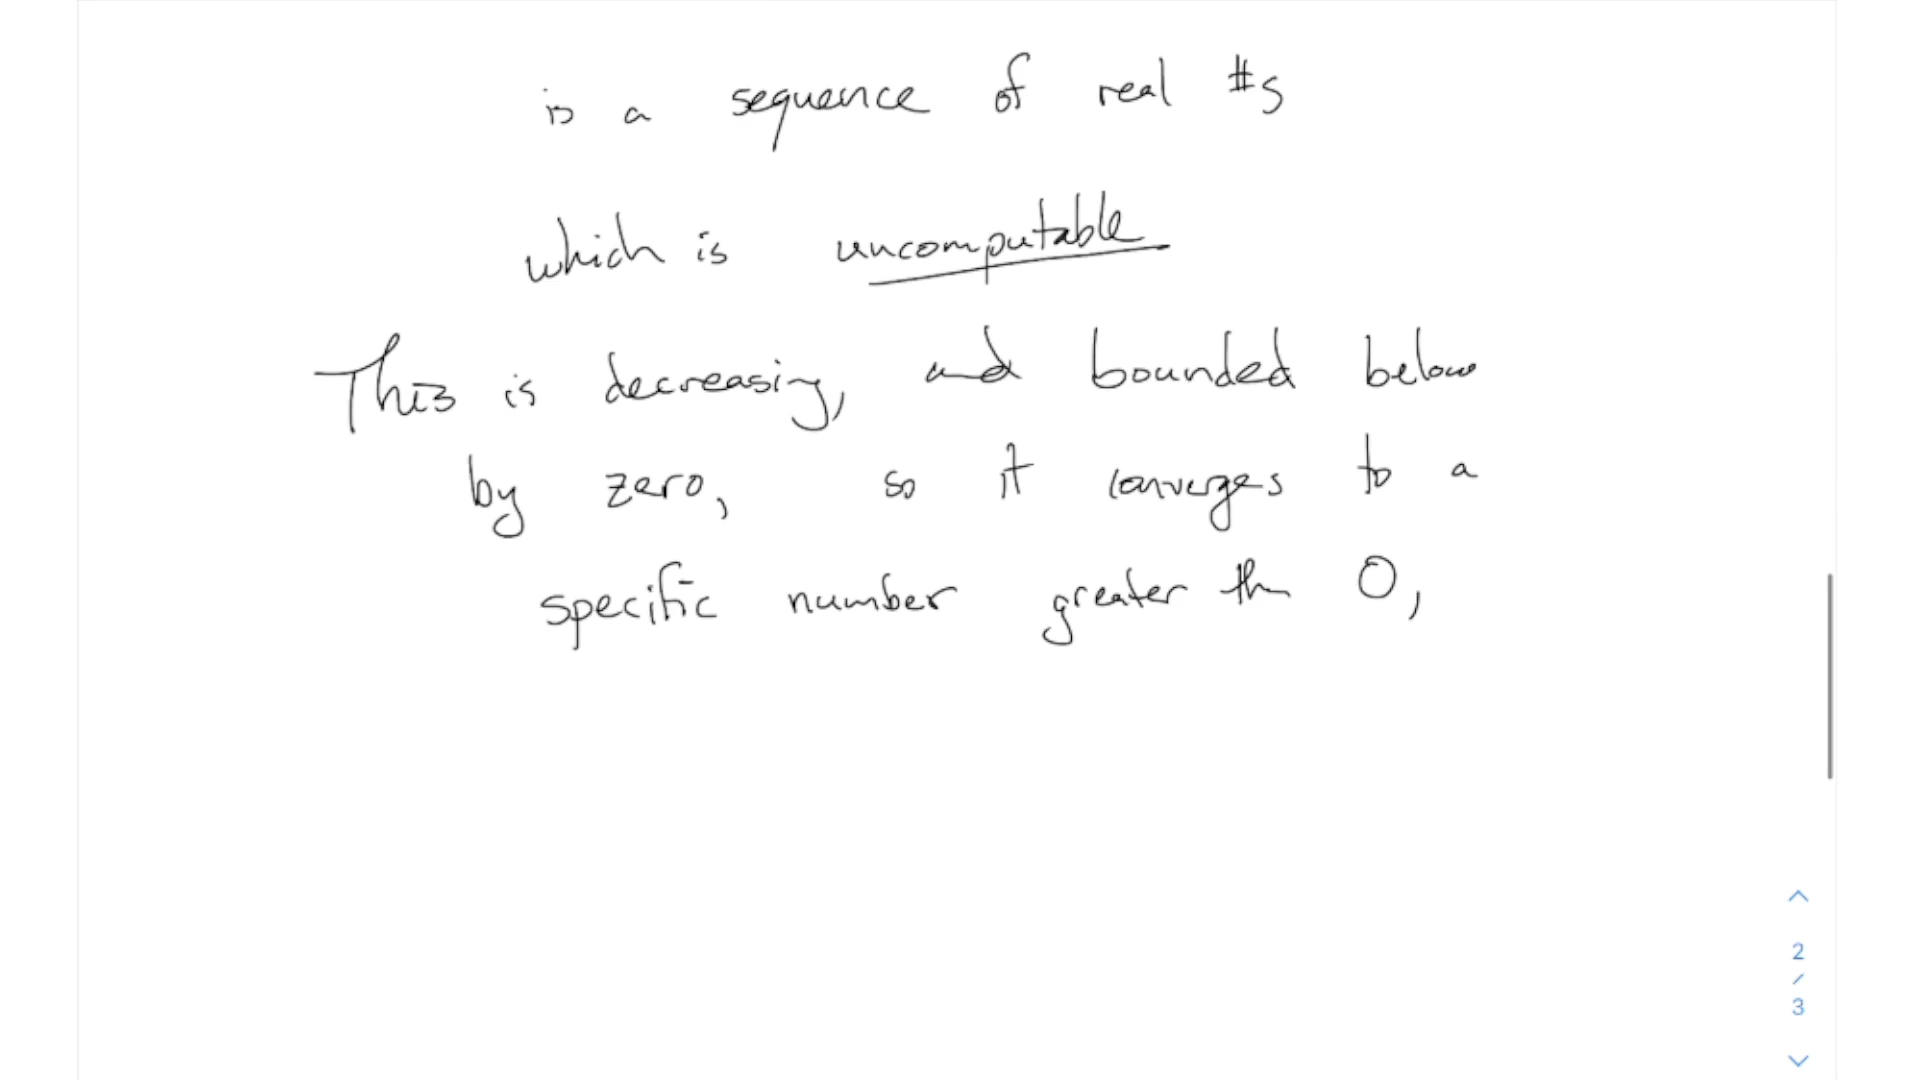 is a sequence of real #s
which is uncomputable
This is decreasing, and bounded below
by zero, so it converges to a
specific number greater than 0,
2
/
3